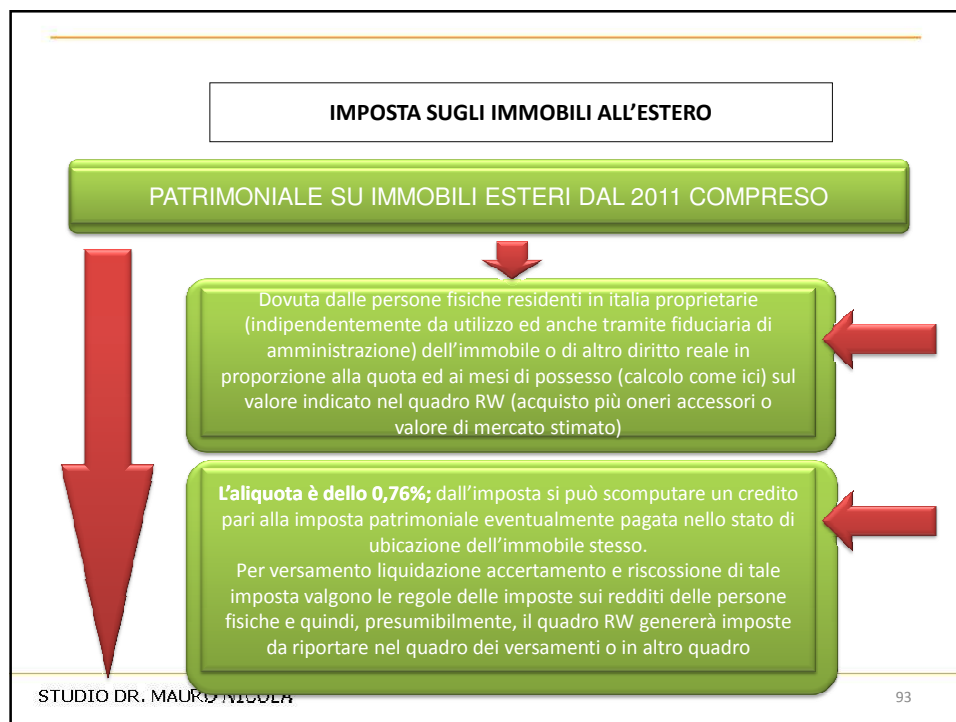 IMPOSTA SUGLI IMMOBILI ALL’ESTERO
PATRIMONIALE SU IMMOBILI ESTERI DAL 2011 COMPRESO
Dovuta dalle persone fisiche residenti in italia proprietarie
(indipendentemente da utilizzo ed anche tramite fiduciaria di
amministrazione) dell’immobile o di altro diritto reale in
proporzione alla quota ed ai mesi di possesso (calcolo come ici) sul
valore indicato nel quadro RW (acquisto più oneri accessori o
valore di mercato stimato)
L’aliquota è dello 0,76%; dall’imposta si può scomputare un credito
pari alla imposta patrimoniale eventualmente pagata nello stato di
ubicazione dell’immobile stesso.
Per versamento liquidazione accertamento e riscossione di tale
imposta valgono le regole delle imposte sui redditi delle persone
fisiche e quindi, presumibilmente, il quadro RW genererà imposte
da riportare nel quadro dei versamenti o in altro quadro
STUDIO DR. MAURO NICOLA
93